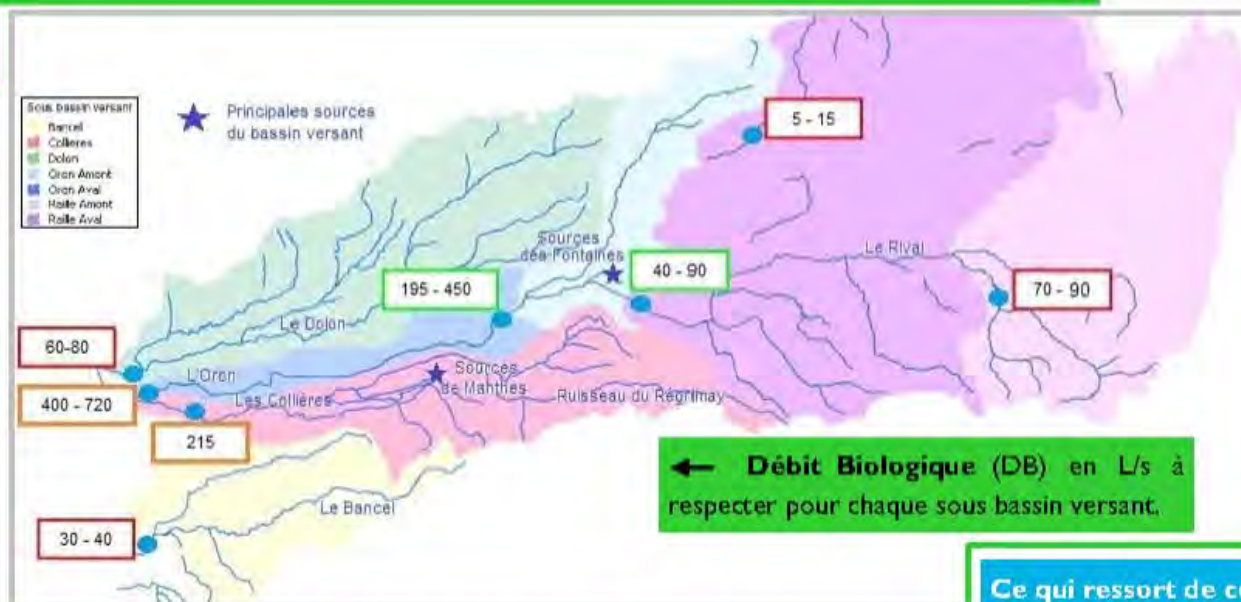 Sous bassin versant
Bancel
Collières
Dolon
Oron Amont
Oron Aval
Raille Amont
Raille Aval
Principales sources
du bassin versant
5 - 15
Sources
des Fontaines
40 - 90
Le Rival
195 - 450
70 - 90
Le Dolon
60-80
L'Oron
Sources
de Manthes
400 - 720
Les Collières
Ruisseau du Régrimay
215
← Débit Biologique (DB) en L/s à
respecter pour chaque sous bassin versant.
Le Bancel
30 - 40
Ce qui ressort de